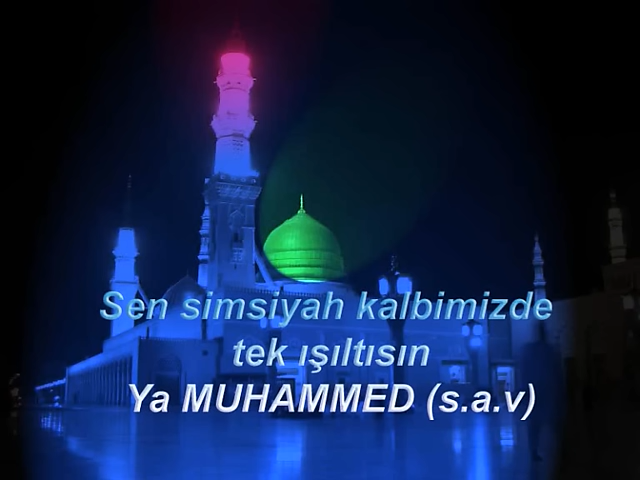 Sen simsiyah kalbimizde
tek ışıltısın
Ya MUHAMMED (s.a.v)